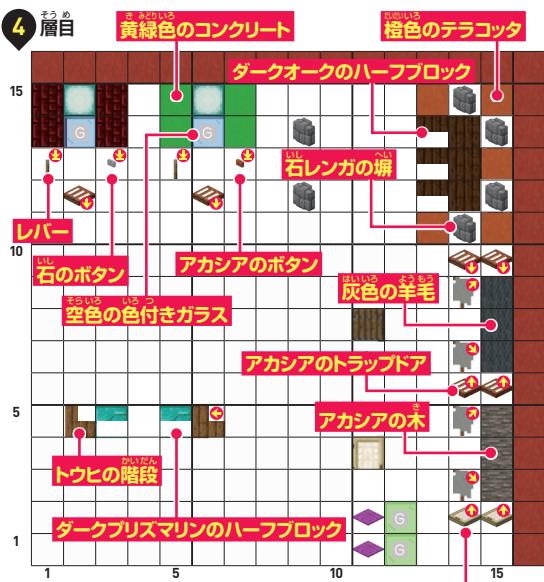 4 層目
そうめ
黄緑色のコンクリート
き みどりいろ
橙色のテラコッタ
だいだいいろ
ダークオークのハーフブロック
15
G
G
石レンガの塀
いし へい
レバー
10
石のボタン
いし
アカシアのボタン
空色の色付きガラス
そらいろ いろつ
灰色の羊毛
はいいろ ようもう
アカシアのトラップドア
5
アカシアの木
き
トウヒの階段
かいだん
ダークプリズマリンのハーフブロック
G
1
G
1 5 10 15